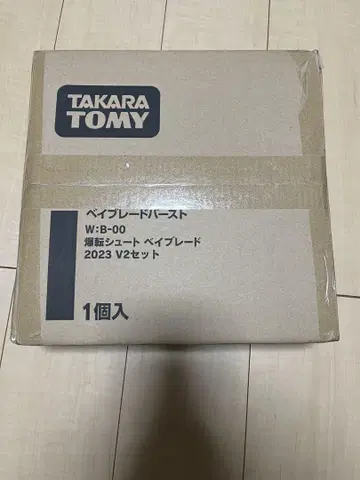 TAKARA
TOMY
ベイブレードバースト
W:B-00
爆転シュート ベイブレード
2023 V2セット
1個入